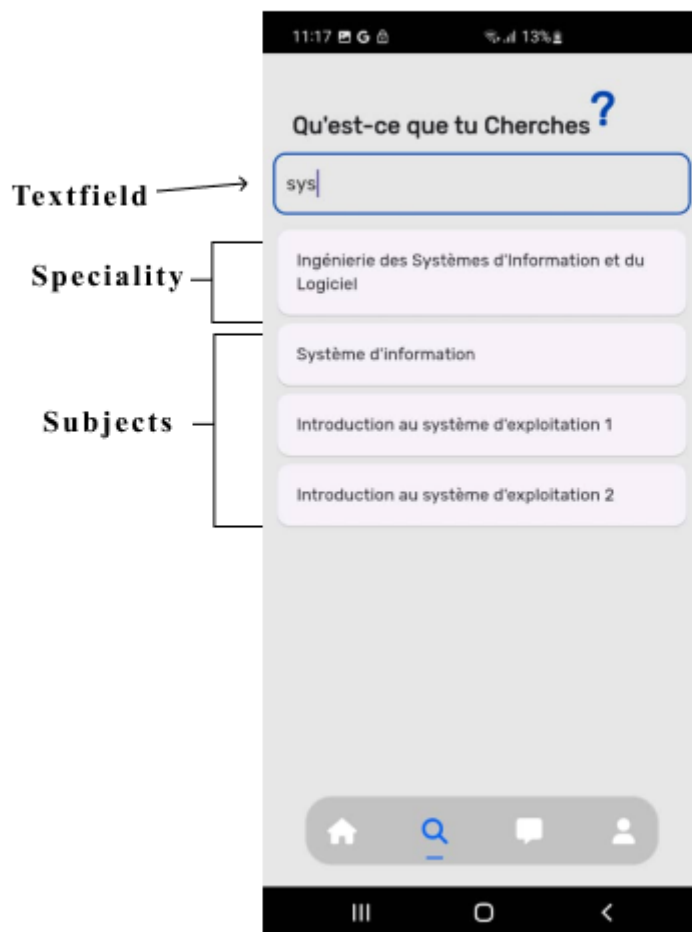 11:17 G 13%
Qu'est-ce que tu Cherches ?
Textfield
sys
Speciality
Ingénierie des Systèmes d'Information et du
Logiciel
Système d'information
Subjects
Introduction au système d'exploitation 1
Introduction au système d'exploitation 2